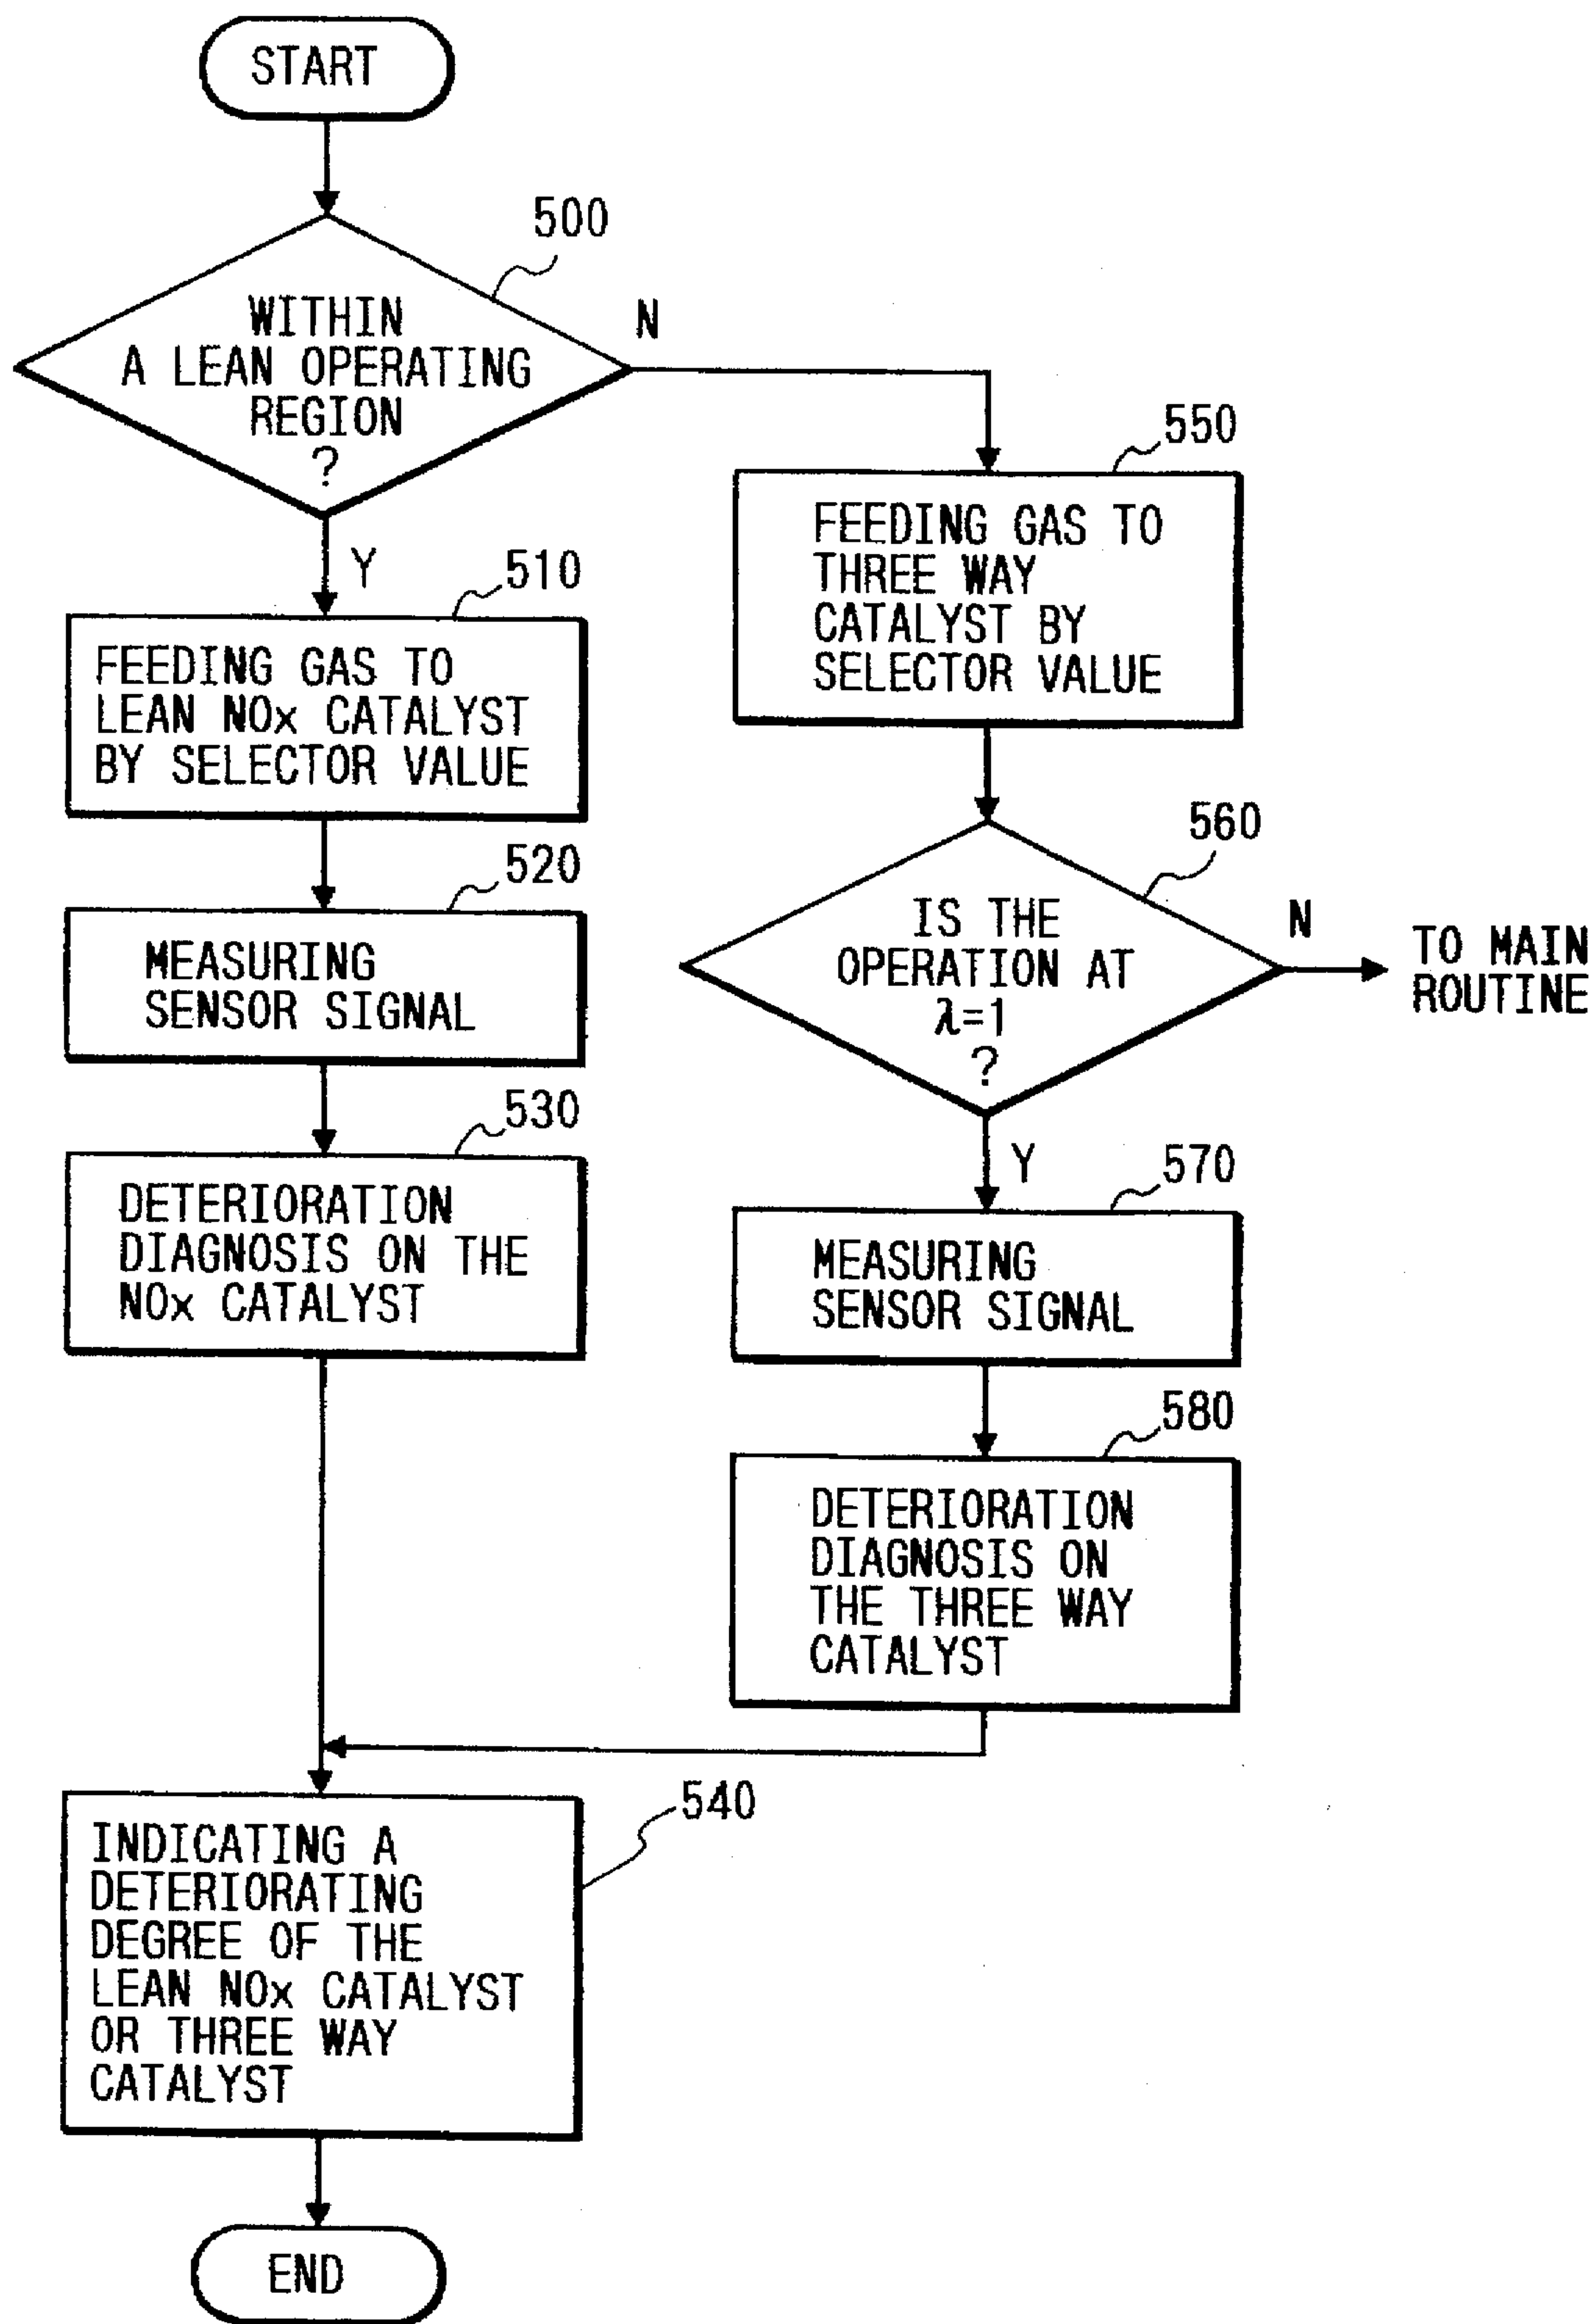 START
500
WITHIN
A LEAN OPERATING
REGION
?
N
Y
510
FEEDING GAS TO
LEAN NOx CATALYST
BY SELECTOR VALUE
520
MEASURING
SENSOR SIGNAL
530
DETERIORATION
DIAGNOSIS ON THE
NOx CATALYST
550
FEEDING GAS TO
THREE WAY
CATALYST BY
SELECTOR VALUE
560
IS THE
OPERATION AT
λ=1
?
N
TO MAIN
ROUTINE
Y
570
MEASURING
SENSOR SIGNAL
580
DETERIORATION
DIAGNOSIS ON
THE THREE WAY
CATALYST
540
INDICATING A
DETERIORATING
DEGREE OF THE
LEAN NOx CATALYST
OR THREE WAY
CATALYST
END